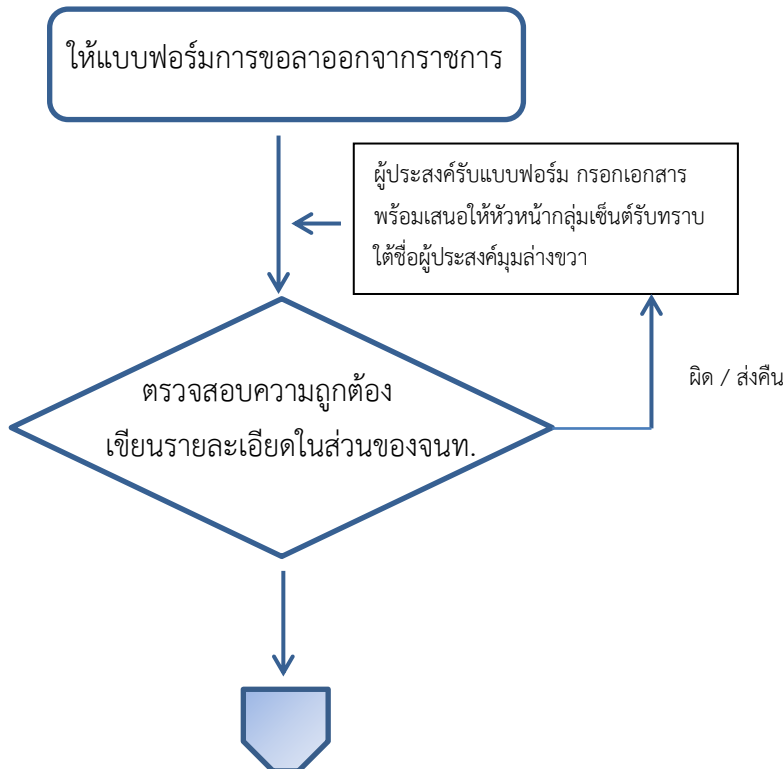 ให้แบบฟอร์มการขอลาออกจากราชการ
ผู้ประสงค์รับแบบฟอร์ม กรอกเอกสาร
พร้อมเสนอให้หัวหน้ากลุ่มเซ็นต์รับทราบ
ใต้ชื่อผู้ประสงค์มุมล่างขวา
ตรวจสอบความถูกต้อง
เขียนรายละเอียดในส่วนของจนท.
ผิด / ส่งคืน